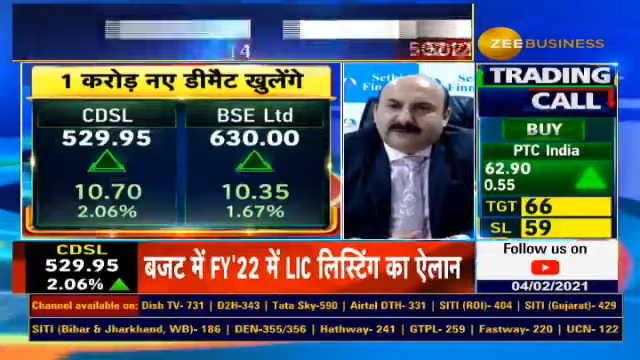 ZEE BUSINESS
1 करोड़ नए डीमैट खुलेंगे
CDSL
529.95
10.70
2.06%
BSE Ltd
630.00
10.35
1.67%
TRADING
CALL
BUY
PTC India
62.90
0.55
TGT 66
SL 59
CDSL
529.95
2.06%
बजट में FY'22 में LIC लिस्टिंग का ऐलान
Follow us on
04/02/2021
Channel available on: Dish TV- 731 | D2H-343 | Tata Sky-590 | Airtel DTH- 331 | SITI (ROI)- 404 | SITI (Gujarat)- 429
SITI (Bihar & Jharkhand, WB)- 186 | DEN-355/356 | Hathway- 241 | GTPL- 259 | Fastway- 220 | UCN- 122